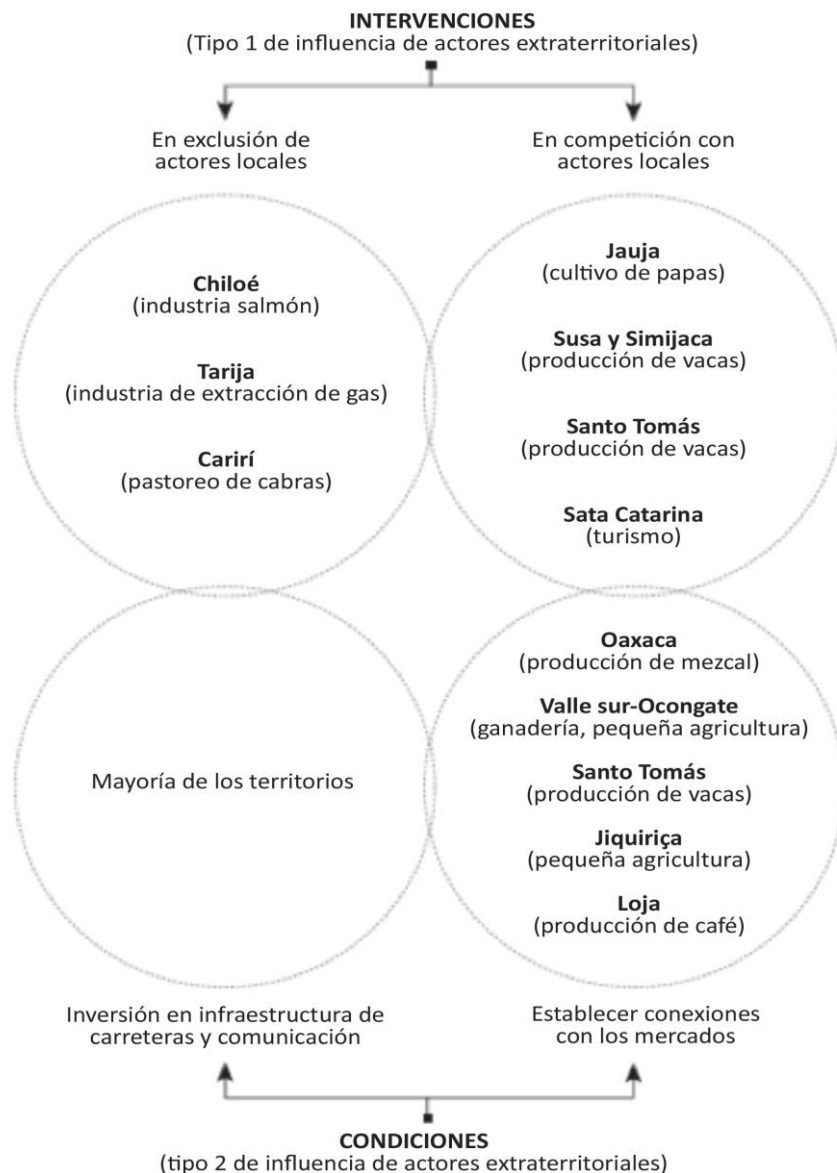 INTERVENCIONES
(Tipo 1 de influencia de actores extraterritoriales)
En exclusión de
actores locales
En competición con
actores locales
Chiloé
(industria salmón)
Tarija
(industria de extracción de gas)
Carirí
(pastoreo de cabras)
Jauja
(cultivo de papas)
Susa y Simijaca
(producción de vacas)
Santo Tomás
(producción de vacas)
Sata Catarina
(turismo)
Mayoría de los territorios
Oaxaca
(producción de mezcal)
Valle sur-Ocongate
(ganadería, pequeña agricultura)
Santo Tomás
(producción de vacas)
Jiquiriça
(pequeña agricultura)
Loja
(producción de café)
Inversión en infraestructura de
carreteras y comunicación
Establecer conexiones
con los mercados
CONDICIONES
(tipo 2 de influencia de actores extraterritoriales)